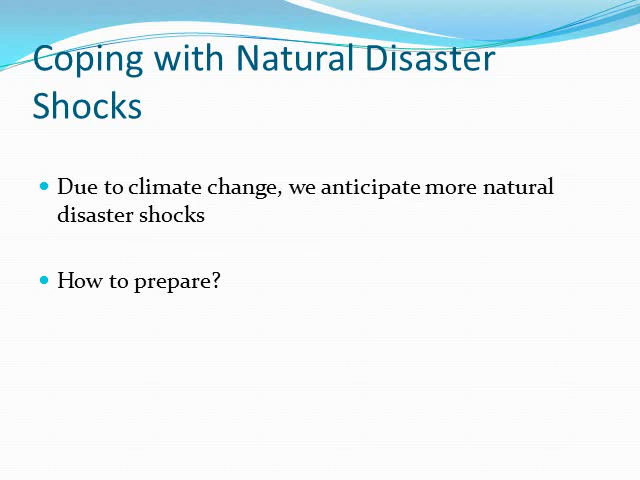 Coping with Natural Disaster
Shocks
Due to climate change, we anticipate more natural
disaster shocks
How to prepare?